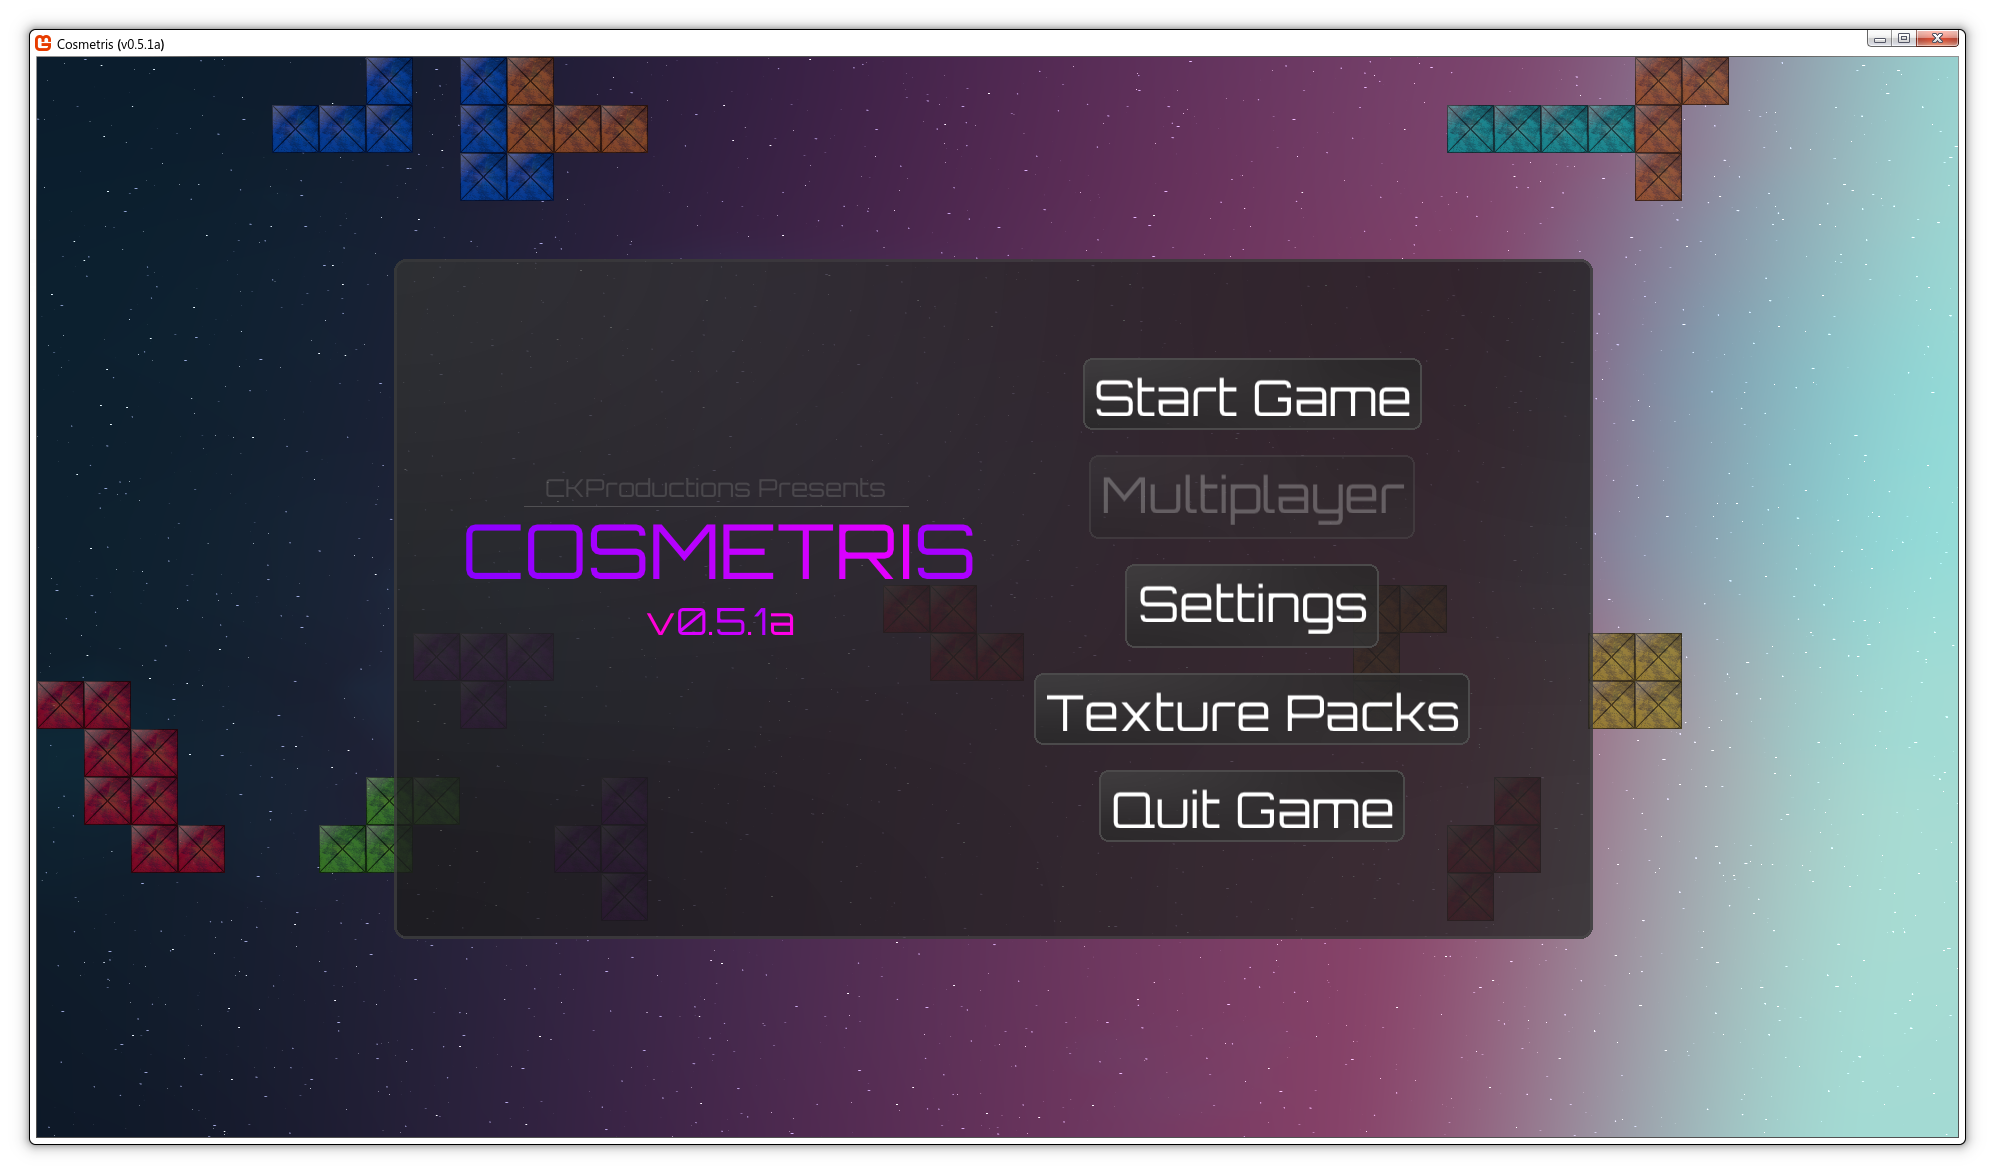 Cosmetris (v0.5.1a)
CKProductions Presents
COSMETRIS
v0.5.1a
Start Game
Multiplayer
Settings
Texture Packs
Quit Game